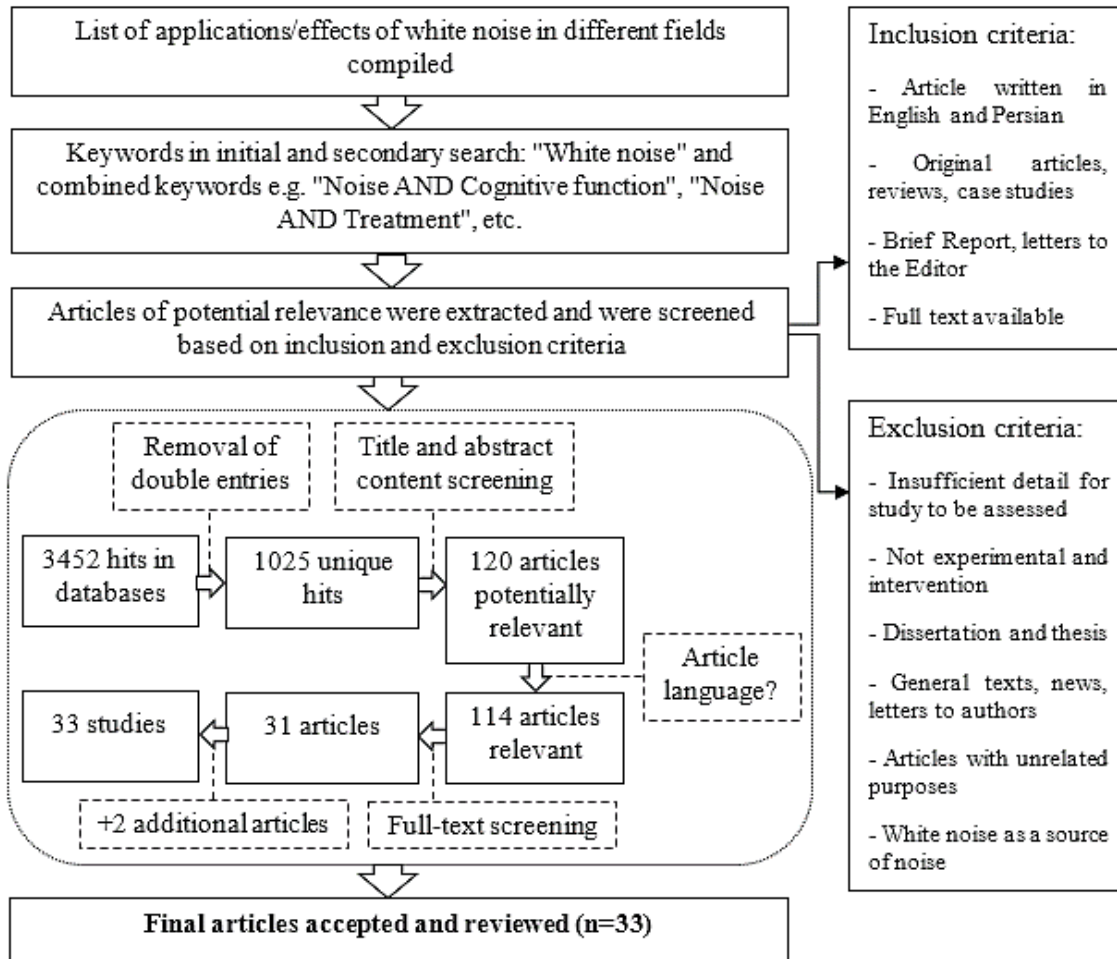 List of applications/effects of white noise in different fields
compiled
Keywords in initial and secondary search: "White noise" and
combined keywords e.g. "Noise AND Cognitive function", "Noise
AND Treatment", etc.
Articles of potential relevance were extracted and were screened
based on inclusion and exclusion criteria
Inclusion criteria:
- Article written in
English and Persian
- Original articles,
reviews, case studies
- Brief Report, letters to
the Editor
- Full text available
Exclusion criteria:
- Insufficient detail for
study to be assessed
- Not experimental and
intervention
- Dissertation and thesis
- General texts, news,
letters to authors
- Articles with unrelated
purposes
- White noise as a source
of noise
Removal of
double entries
Title and abstract
content screening
3452 hits in
databases
1025 unique
hits
120 articles
potentially
relevant
Article
language?
114 articles
relevant
31 articles
33 studies
+2 additional articles
Full-text screening
Final articles accepted and reviewed (n=33)